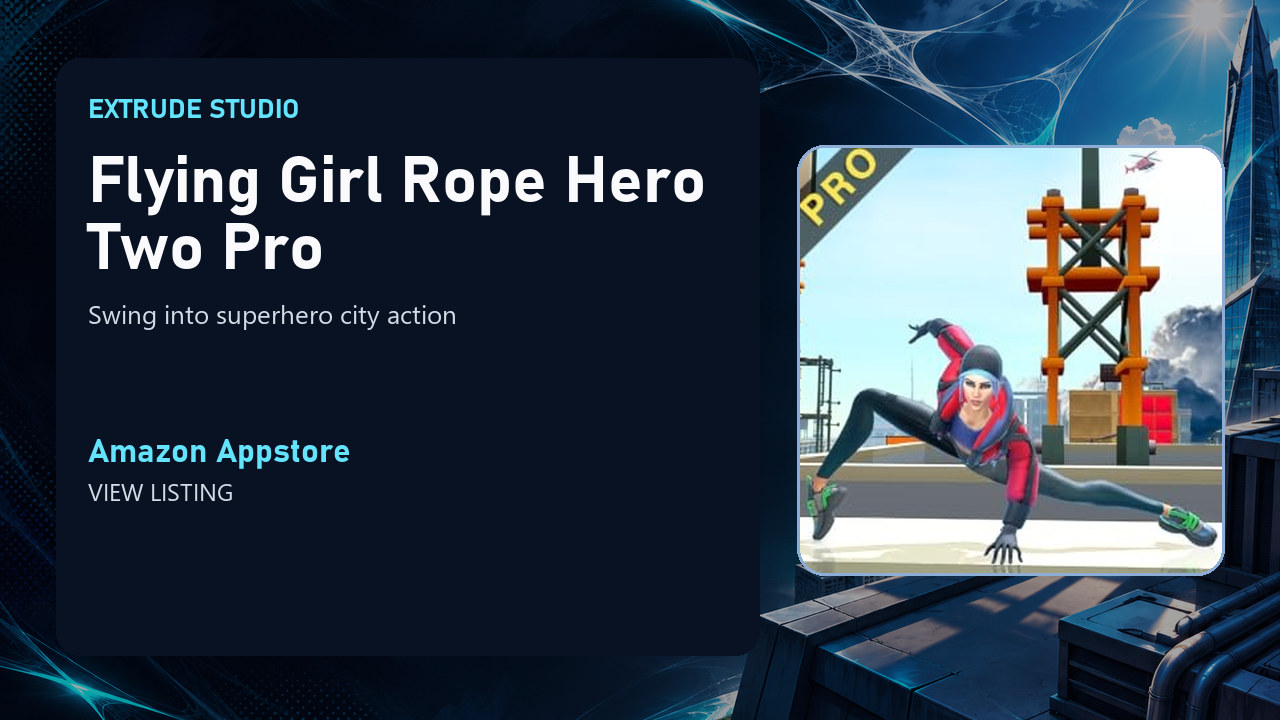 EXTRUDE STUDIO
Flying Girl Rope Hero
Two Pro
Swing into superhero city action
Amazon Appstore
VIEW LISTING
PRO